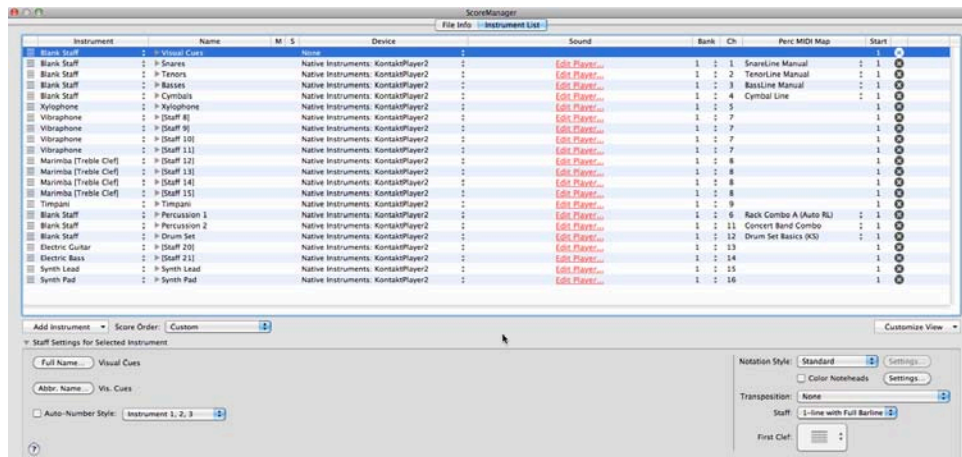 ScoreManager
File Info Instrument List
Instrument Name M S Device Sound Bank Ch Perc MIDI Map Start
Blank Staff Visual Cues None 1
Blank Staff Snares Native Instruments: KontaktPlayer2 Edit Player... 1 1 SnareLine Manual 1
Blank Staff Tenors Native Instruments: KontaktPlayer2 Edit Player... 1 2 TenorLine Manual 1
Blank Staff Basses Native Instruments: KontaktPlayer2 Edit Player... 1 3 BassLine Manual 1
Blank Staff Cymbals Native Instruments: KontaktPlayer2 Edit Player... 1 4 Cymbal Line 1
Xylophone Xylophone Native Instruments: KontaktPlayer2 Edit Player... 1 5 1
Vibraphone [Staff 8] Native Instruments: KontaktPlayer2 Edit Player... 1 7 1
Vibraphone [Staff 9] Native Instruments: KontaktPlayer2 Edit Player... 1 7 1
Vibraphone [Staff 10] Native Instruments: KontaktPlayer2 Edit Player... 1 7 1
Vibraphone [Staff 11] Native Instruments: KontaktPlayer2 Edit Player... 1 7 1
Marimba [Treble Clef] [Staff 12] Native Instruments: KontaktPlayer2 Edit Player... 1 8 1
Marimba [Treble Clef] [Staff 13] Native Instruments: KontaktPlayer2 Edit Player... 1 8 1
Marimba [Treble Clef] [Staff 14] Native Instruments: KontaktPlayer2 Edit Player... 1 8 1
Marimba [Treble Clef] [Staff 15] Native Instruments: KontaktPlayer2 Edit Player... 1 8 1
Timpani Timpani Native Instruments: KontaktPlayer2 Edit Player... 1 9 1
Blank Staff Percussion 1 Native Instruments: KontaktPlayer2 Edit Player... 1 6 Rack Combo A (Auto RL) 1
Blank Staff Percussion 2 Native Instruments: KontaktPlayer2 Edit Player... 1 11 Concert Band Combo 1
Blank Staff Drum Set Native Instruments: KontaktPlayer2 Edit Player... 1 12 Drum Set Basics (KS) 1
Electric Guitar [Staff 20] Native Instruments: KontaktPlayer2 Edit Player... 1 13 1
Electric Bass [Staff 21] Native Instruments: KontaktPlayer2 Edit Player... 1 14 1
Synth Lead Synth Lead Native Instruments: KontaktPlayer2 Edit Player... 1 15 1
Synth Pad Synth Pad Native Instruments: KontaktPlayer2 Edit Player... 1 16 1
Add Instrument Score Order: Custom Customize View
Staff Settings for Selected Instrument
Full Name... Visual Cues Notation Style: Standard Settings...
Color Noteheads Settings...
Abbr. Name... Vis. Cues
Transposition: None
Auto-Number Style: Instrument 1, 2, 3 Staff: 1-line with Full Barline
First Clef:
?